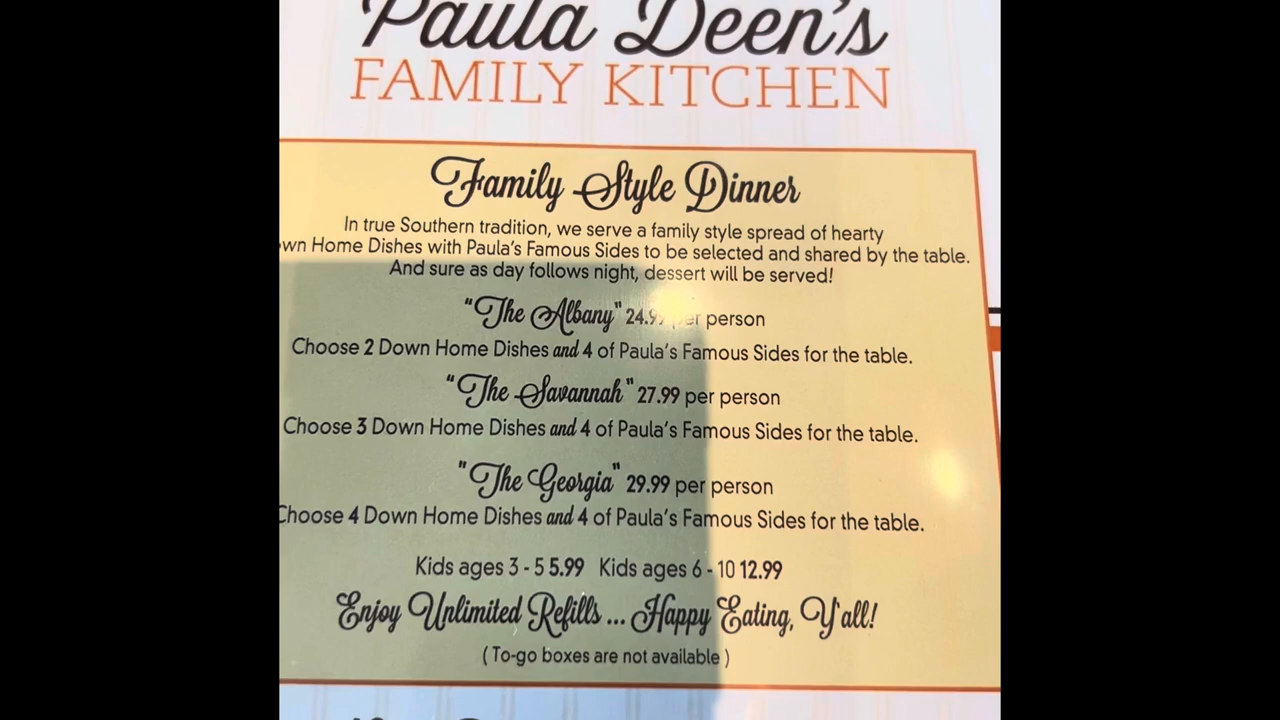 Paula Deen's
FAMILY KITCHEN
Family Style Dinner
In true Southern tradition, we serve a family style spread of hearty
wn Home Dishes with Paula's Famous Sides to be selected and shared by the table.
And sure as day follows night, dessert will be served!
"The Albany" 24.99 per person
Choose 2 Down Home Dishes and 4 of Paula's Famous Sides for the table.
"The Savannah" 27.99 per person
Choose 3 Down Home Dishes and 4 of Paula's Famous Sides for the table.
"The Georgia" 29.99 per person
Choose 4 Down Home Dishes and 4 of Paula's Famous Sides for the table.
Kids ages 3 - 5 5.99 Kids ages 6 - 10 12.99
Enjoy Unlimited Refills... Happy Eating, Y'all!
( To-go boxes are not available )